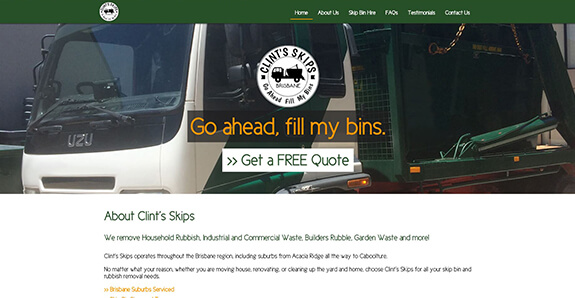 Home About Us Skip Bin Hire FAQs Testimonials Contact Us
CLINT'S SKIPS
BRISBANE
Go Ahead Fill My Bins
Go ahead, fill my bins.
>> Get a FREE Quote
About Clint's Skips
We remove Household Rubbish, Industrial and Commercial Waste, Builders Rubble, Garden Waste and more!
Clint's Skips operates throughout the Brisbane region, including suburbs from Acacia Ridge all the way to Caboolture.
No matter what your reason, whether you are moving house, renovating, or cleaning up the yard and home, choose Clint's Skips for all your skip bin and
rubbish removal needs.
>> Brisbane Suburbs Serviced